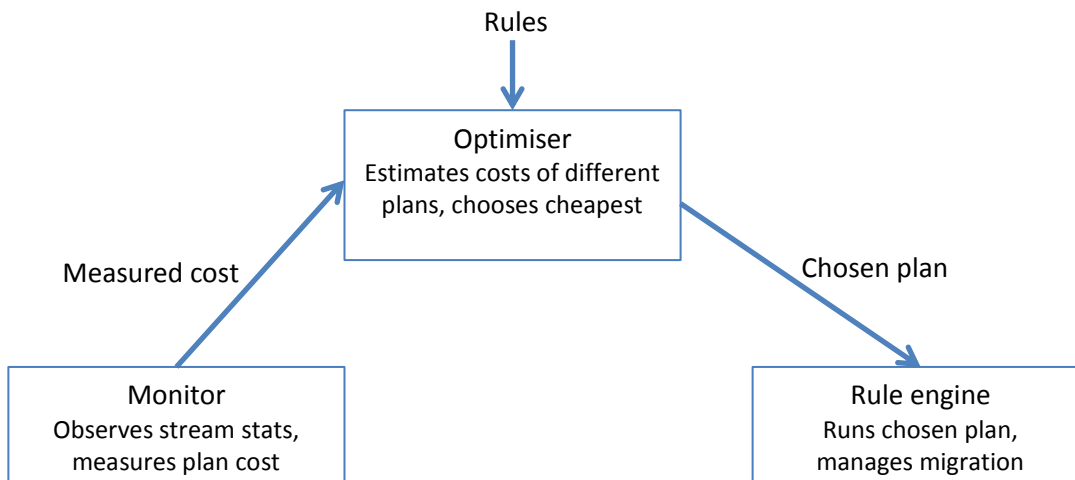 Rules
Optimiser
Estimates costs of different
plans, chooses cheapest
Measured cost
Chosen plan
Monitor
Observes stream stats,
measures plan cost
Rule engine
Runs chosen plan,
manages migration